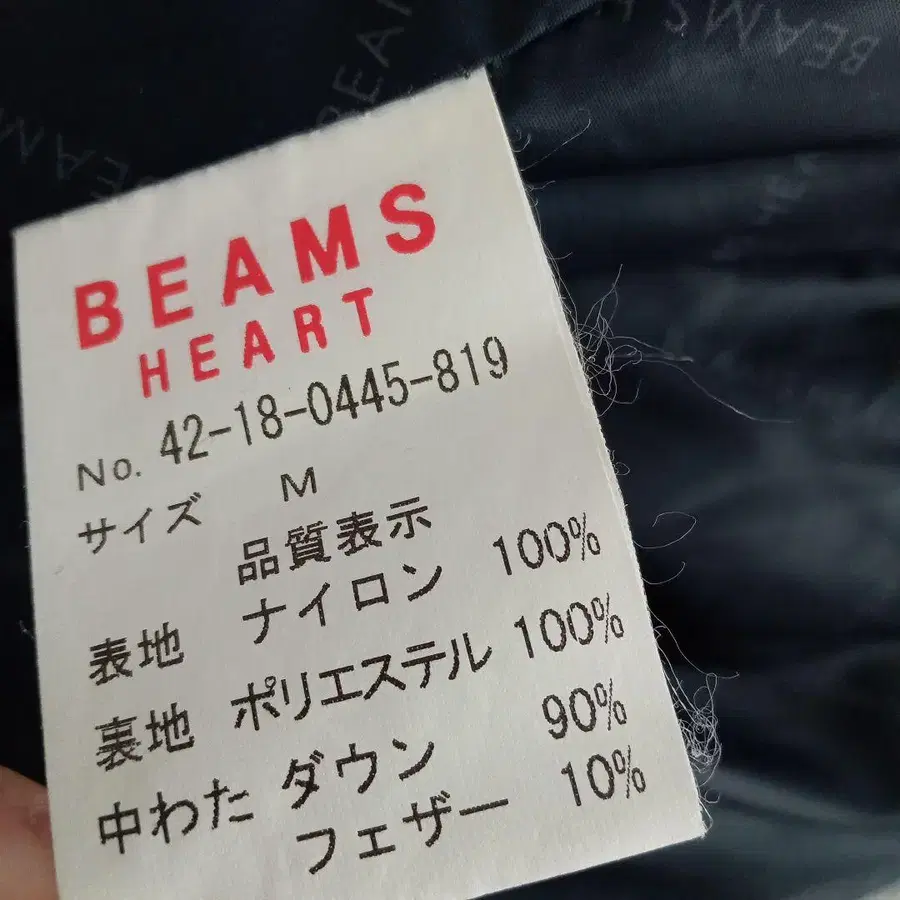 BEAMS
BEAMS
BEAMS
HEART
No. 42-18-0445-819
サイズ M
品質表示
表地 ナイロン 100%
裏地 ポリエステル 100%
中わた ダウン 90%
フェザー 10%